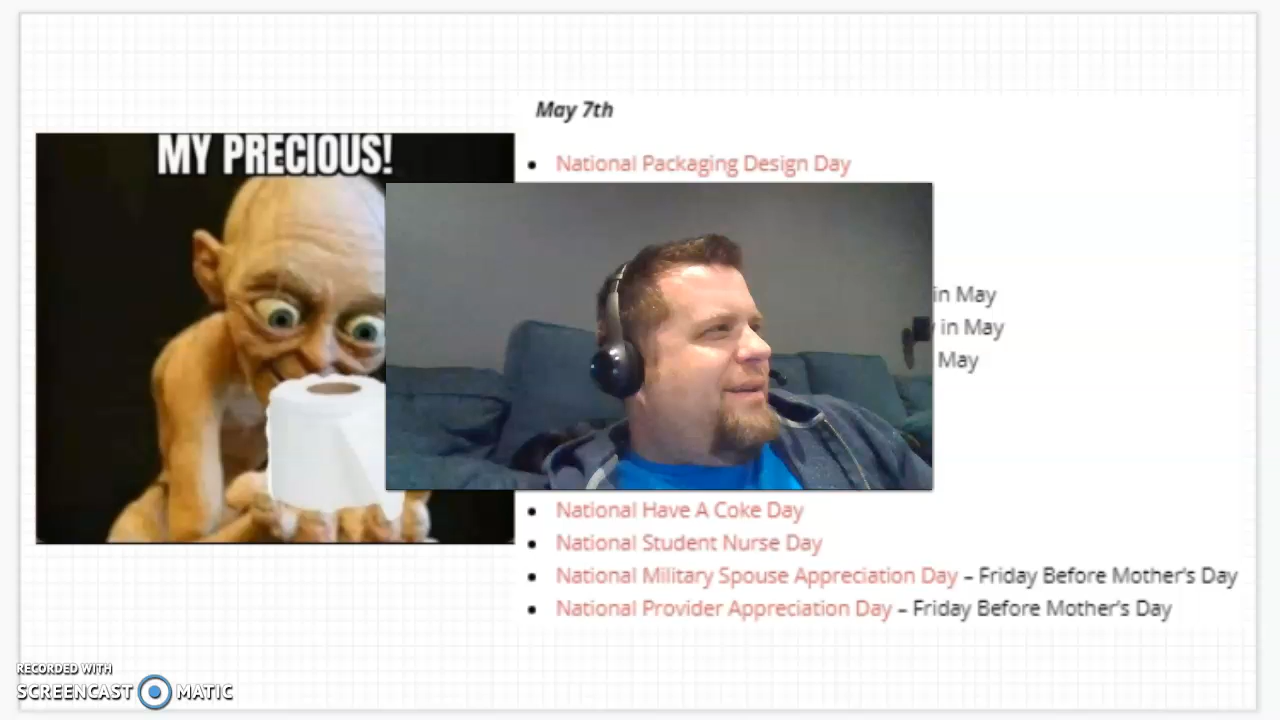 May 7th
MY PRECIOUS!
National Packaging Design Day
in May
in May
May
National Have A Coke Day
National Student Nurse Day
National Military Spouse Appreciation Day – Friday Before Mother's Day
National Provider Appreciation Day – Friday Before Mother's Day
RECORDED WITH
SCREENCAST MATIC